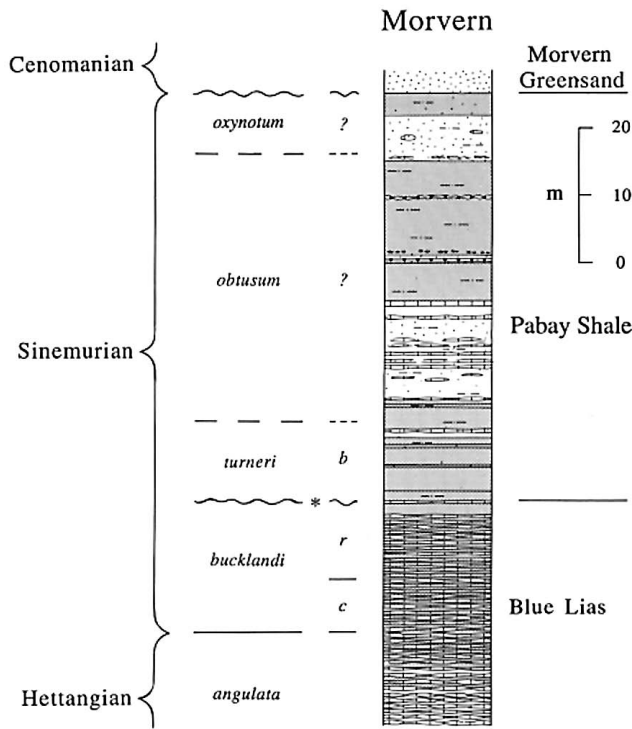 Morvern
Cenomanian
Morvern
Greensand
oxynotum ?
20
m 10
0
obtusum ?
Pabay Shale
Sinemurian
turneri b
*
bucklandi r
c
Blue Lias
Hettangian
angulata